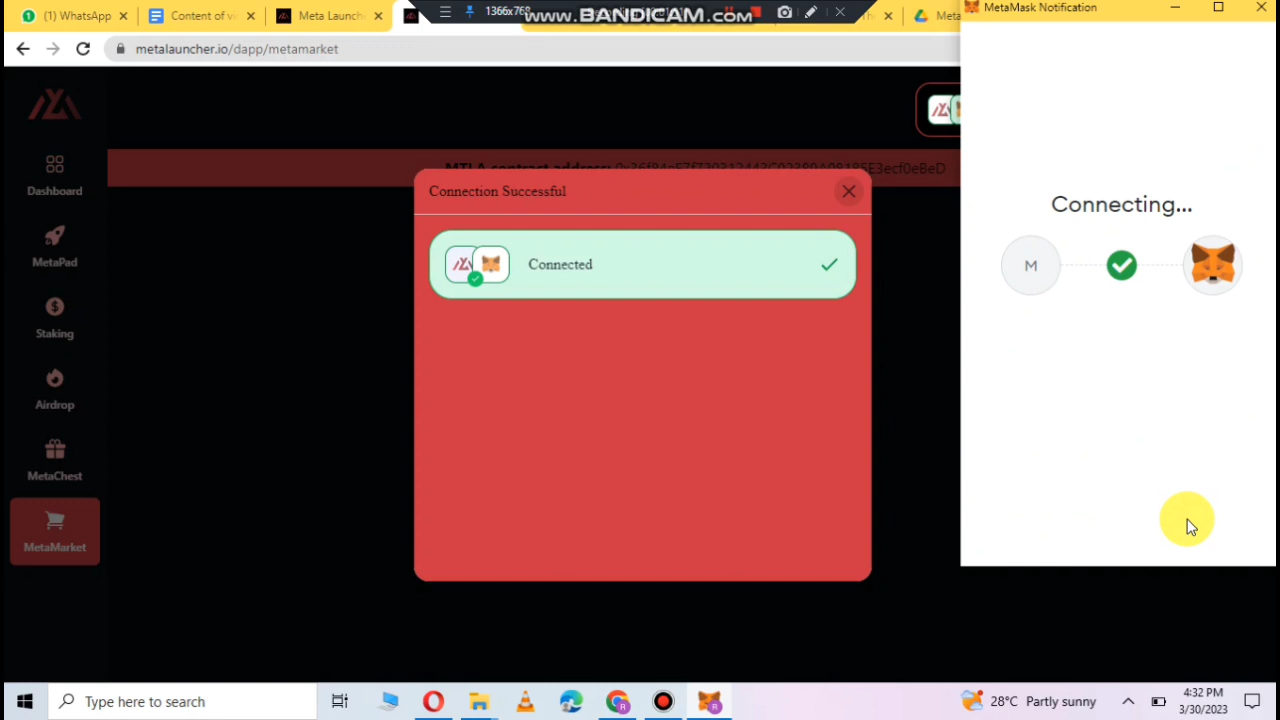 (1) WhatsApp
Content of vi
Meta Launch
1366x768
www.BANDICAM.com
Meta
MetaMask Notification
metalauncher.io/dapp/metamarket
Dashboard
MetaPad
Staking
Airdrop
MetaChest
MetaMarket
Connection Successful
Connected
Connecting...
M
Type here to search
28°C Partly sunny
4:32 PM
3/30/2023